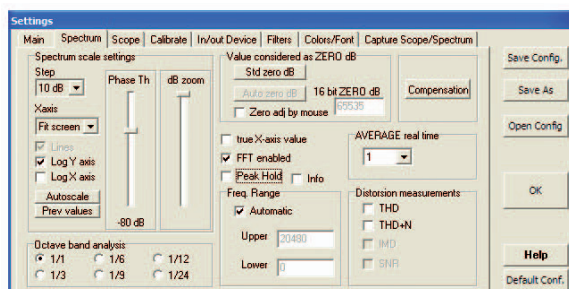 Settings
Main Spectrum Scope Calibrate In/out Device Filters Colors/Font Capture Scope/Spectrum
Spectrum scale settings
Step
10 dB
Phase Th
dB zoom
Xaxis
Fit screen
Lines
Log Y axis
Log X axis
Autoscale
Prev values
-80 dB
Octave band analysis
1/1 1/6 1/12
1/3 1/9 1/24
Value considered as ZERO dB
Std zero dB
Auto zero dB
16 bit ZERO dB
Zero adj by mouse
65535
Compensation
true X-axis value
FFT enabled
Peak Hold
Info
AVERAGE real time
1
Freq. Range
Automatic
Upper 20480
Lower 0
Distorsion measurements
THD
THD+N
IMD
SNR
Save Config.
Save As
Open Config
OK
Help
Default Conf.